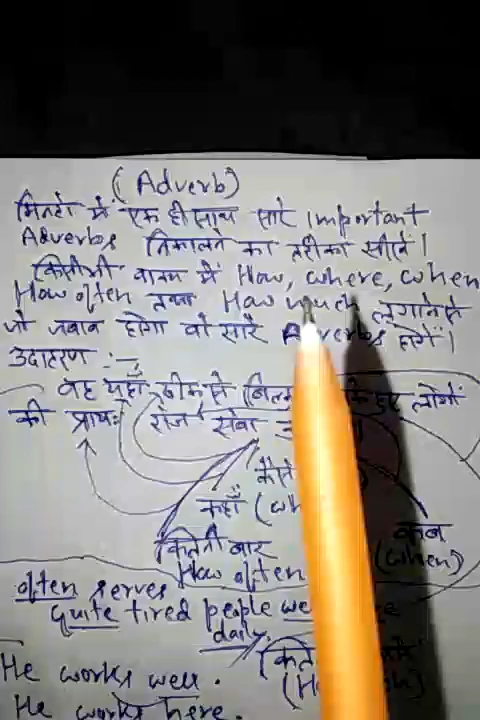 (Adverb)
मिनटों में एक ही साथ सारे important
Adverbs निकालने का तरीका सीखें।
किसी भी वाक्य में How, where, when
How often तथा How much लगाने से
जो जवाब होगा वो सारे Adverbs होगें।
उदाहरण :-
वह यहाँ ठीक से हुए लोगों
की प्रायः रोज सेवा
कहाँ
कितनी बार कब
How often (when)
often serves
quite tired people
daily.
He works well.
He works here.